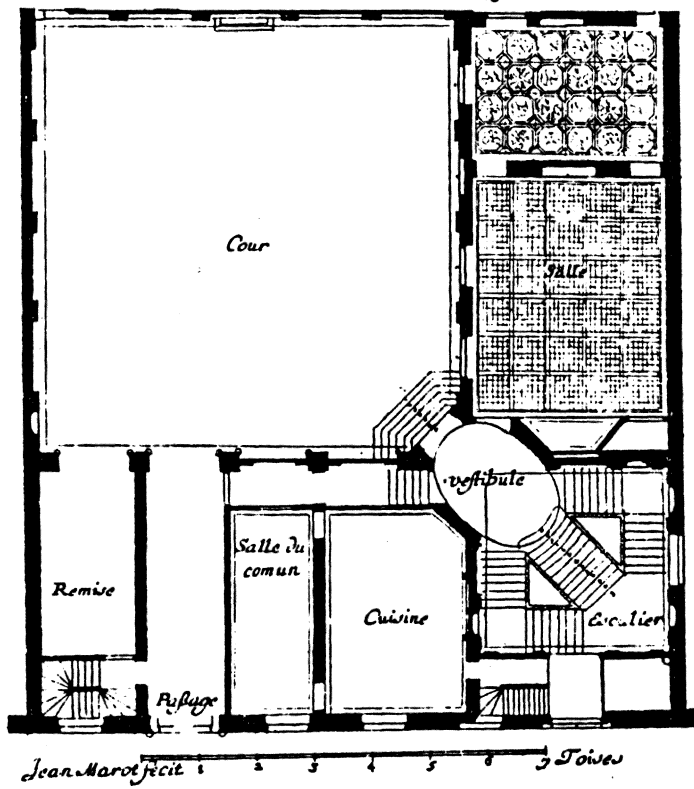 Cour
Salle
vestibule
Salle du
comun
Remise
Cuisine
Escalier
Paßage
Jean Marot fécit 1 2 3 4 5 6 7 Toises